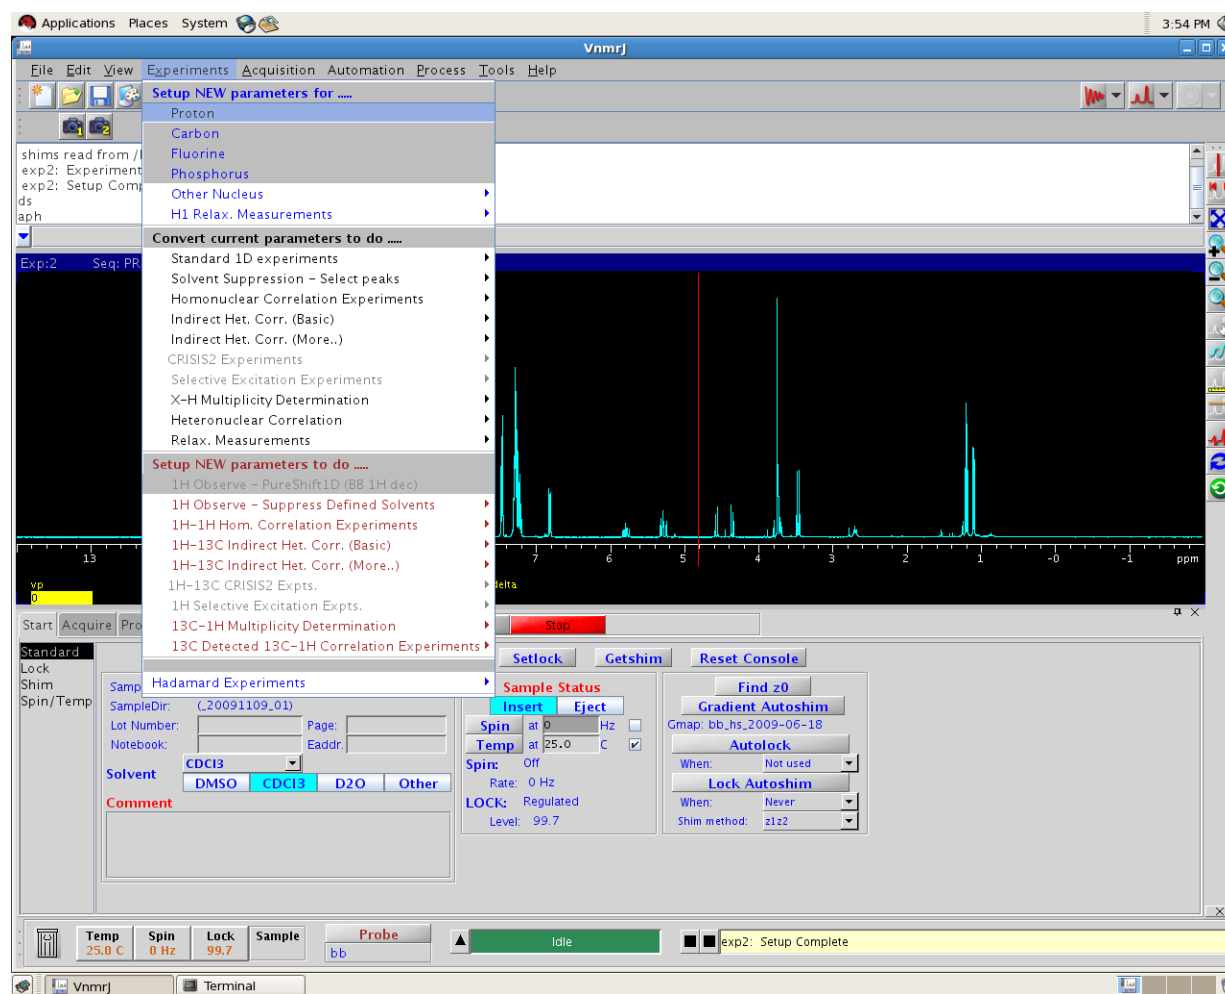 Applications Places System 3:54 PM
VnmrJ
File Edit View Experiments Acquisition Automation Process Tools Help
Setup NEW parameters for .....
Proton
Carbon
Fluorine
Phosphorus
Other Nucleus
H1 Relax. Measurements
shims read from /
exp2: Experiment
exp2: Setup Comp
ds
aph
Convert current parameters to do .....
Standard 1D experiments
Solvent Suppression – Select peaks
Homonuclear Correlation Experiments
Indirect Het. Corr. (Basic)
Indirect Het. Corr. (More..)
CRISIS2 Experiments
Selective Excitation Experiments
X-H Multiplicity Determination
Heteronuclear Correlation
Relax. Measurements
Exp:2 Seq: PR
Setup NEW parameters to do .....
1H Observe – PureShift1D (BB 1H dec)
1H Observe – Suppress Defined Solvents
1H-1H Hom. Correlation Experiments
1H-13C Indirect Het. Corr. (Basic)
1H-13C Indirect Het. Corr. (More..)
1H-13C CRISIS2 Expts.
1H Selective Excitation Expts.
13C-1H Multiplicity Determination
13C Detected 13C-1H Correlation Experiments
Hadamard Experiments
13 7 6 5 4 3 2 1 -0 -1 ppm
vp delta
0
Start Acquire Pro Stop
Standard
Lock
Shim
Spin/Temp
Setlock Getshim Reset Console
Samp
SampleDir: (_20091109_01)
Lot Number: Page:
Notebook: Eaddr.
CDCl3
Solvent DMSO CDCl3 D2O Other
Comment
Sample Status
Insert Eject
Spin at 0 Hz
Temp at 25.0 C
Spin: Off
Rate: 0 Hz
LOCK: Regulated
Level: 99.7
Find z0
Gradient Autoshim
Gmap: bb_hs_2009-06-18
Autolock
When: Not used
Lock Autoshim
When: Never
Shim method: z1z2
Temp Spin Lock Sample Probe
25.0 C 0 Hz 99.7 bb
Idle exp2: Setup Complete
VnmrJ Terminal